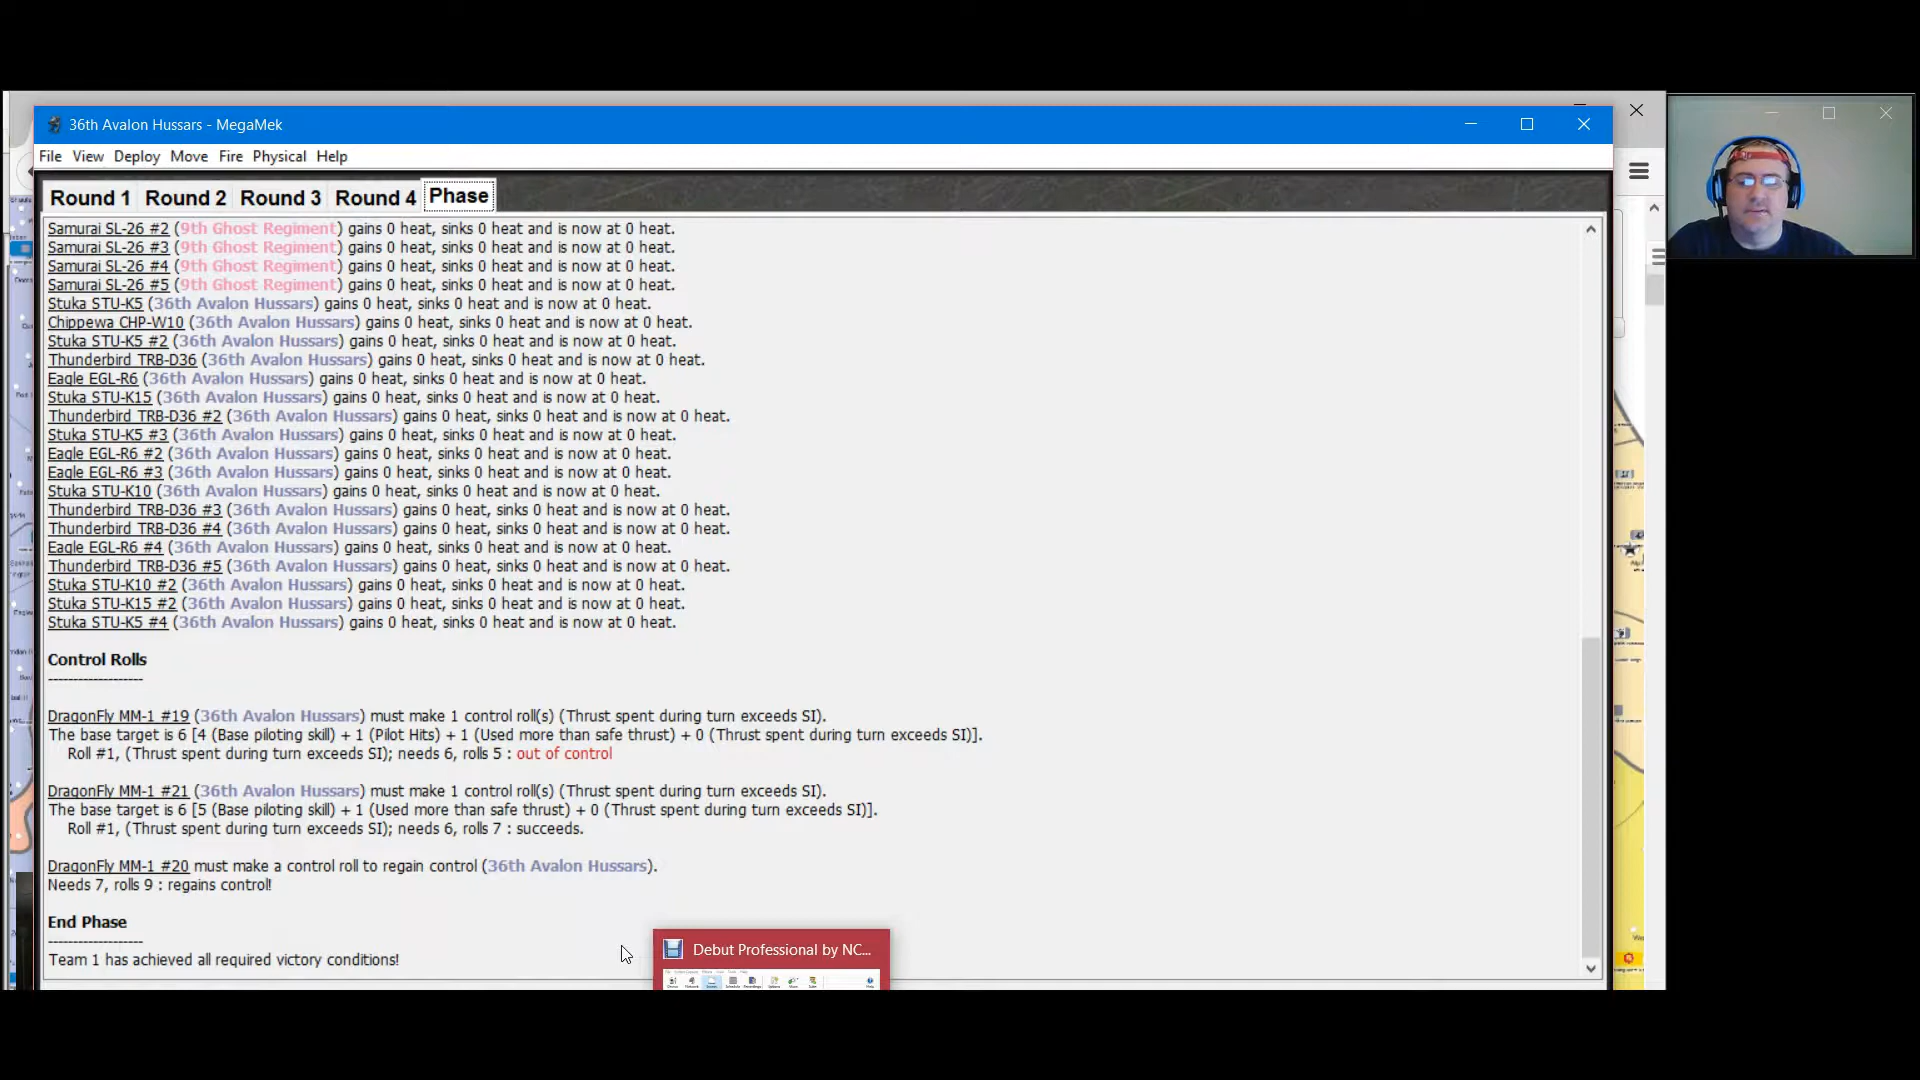 36th Avalon Hussars - MegaMek
File View Deploy Move Fire Physical Help
Round 1 Round 2 Round 3 Round 4 Phase
Samurai SL-26 #2 (9th Ghost Regiment) gains 0 heat, sinks 0 heat and is now at 0 heat.
Samurai SL-26 #3 (9th Ghost Regiment) gains 0 heat, sinks 0 heat and is now at 0 heat.
Samurai SL-26 #4 (9th Ghost Regiment) gains 0 heat, sinks 0 heat and is now at 0 heat.
Samurai SL-26 #5 (9th Ghost Regiment) gains 0 heat, sinks 0 heat and is now at 0 heat.
Stuka STU-K5 (36th Avalon Hussars) gains 0 heat, sinks 0 heat and is now at 0 heat.
Chippewa CHP-W10 (36th Avalon Hussars) gains 0 heat, sinks 0 heat and is now at 0 heat.
Stuka STU-K5 #2 (36th Avalon Hussars) gains 0 heat, sinks 0 heat and is now at 0 heat.
Thunderbird TRB-D36 (36th Avalon Hussars) gains 0 heat, sinks 0 heat and is now at 0 heat.
Eagle EGL-R6 (36th Avalon Hussars) gains 0 heat, sinks 0 heat and is now at 0 heat.
Stuka STU-K15 (36th Avalon Hussars) gains 0 heat, sinks 0 heat and is now at 0 heat.
Thunderbird TRB-D36 #2 (36th Avalon Hussars) gains 0 heat, sinks 0 heat and is now at 0 heat.
Stuka STU-K5 #3 (36th Avalon Hussars) gains 0 heat, sinks 0 heat and is now at 0 heat.
Eagle EGL-R6 #2 (36th Avalon Hussars) gains 0 heat, sinks 0 heat and is now at 0 heat.
Eagle EGL-R6 #3 (36th Avalon Hussars) gains 0 heat, sinks 0 heat and is now at 0 heat.
Stuka STU-K10 (36th Avalon Hussars) gains 0 heat, sinks 0 heat and is now at 0 heat.
Thunderbird TRB-D36 #3 (36th Avalon Hussars) gains 0 heat, sinks 0 heat and is now at 0 heat.
Thunderbird TRB-D36 #4 (36th Avalon Hussars) gains 0 heat, sinks 0 heat and is now at 0 heat.
Eagle EGL-R6 #4 (36th Avalon Hussars) gains 0 heat, sinks 0 heat and is now at 0 heat.
Thunderbird TRB-D36 #5 (36th Avalon Hussars) gains 0 heat, sinks 0 heat and is now at 0 heat.
Stuka STU-K10 #2 (36th Avalon Hussars) gains 0 heat, sinks 0 heat and is now at 0 heat.
Stuka STU-K15 #2 (36th Avalon Hussars) gains 0 heat, sinks 0 heat and is now at 0 heat.
Stuka STU-K5 #4 (36th Avalon Hussars) gains 0 heat, sinks 0 heat and is now at 0 heat.
Control Rolls
-------------------
DragonFly MM-1 #19 (36th Avalon Hussars) must make 1 control roll(s) (Thrust spent during turn exceeds SI).
The base target is 6 [4 (Base piloting skill) + 1 (Pilot Hits) + 1 (Used more than safe thrust) + 0 (Thrust spent during turn exceeds SI)].
Roll #1, (Thrust spent during turn exceeds SI); needs 6, rolls 5 : out of control
DragonFly MM-1 #21 (36th Avalon Hussars) must make 1 control roll(s) (Thrust spent during turn exceeds SI).
The base target is 6 [5 (Base piloting skill) + 1 (Used more than safe thrust) + 0 (Thrust spent during turn exceeds SI)].
Roll #1, (Thrust spent during turn exceeds SI); needs 6, rolls 7 : succeeds.
DragonFly MM-1 #20 must make a control roll to regain control (36th Avalon Hussars).
Needs 7, rolls 9 : regains control!
End Phase
-------------------
Team 1 has achieved all required victory conditions!
Debut Professional by NC...